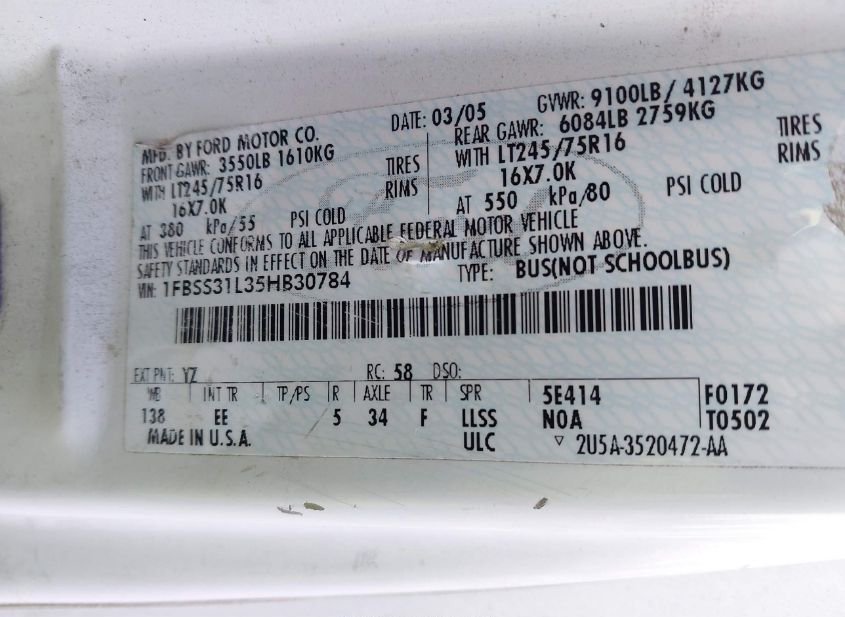 MFD. BY FORD MOTOR CO. DATE: 03/05 GVWR: 9100LB / 4127KG
FRONT GAWR: 3550LB 1610KG REAR GAWR: 6084LB 2759KG
WITH LT245/75R16 TIRES WITH LT245/75R16 TIRES
16X7.0K RIMS 16X7.0K RIMS
AT 380 kPa/55 PSI COLD AT 550 kPa/80 PSI COLD
THIS VEHICLE CONFORMS TO ALL APPLICABLE FEDERAL MOTOR VEHICLE
SAFETY STANDARDS IN EFFECT ON THE DATE OF MANUFACTURE SHOWN ABOVE.
VIN: 1FBSS31L35HB30784 TYPE: BUS(NOT SCHOOLBUS)
EXT PNT: YZ RC: 58 DSO:
WB INT TR TP/PS R AXLE TR SPR 5E414 F0172
138 EE 5 34 F LLSS N0A T0502
MADE IN U.S.A. ULC ▽ 2U5A-3520472-AA